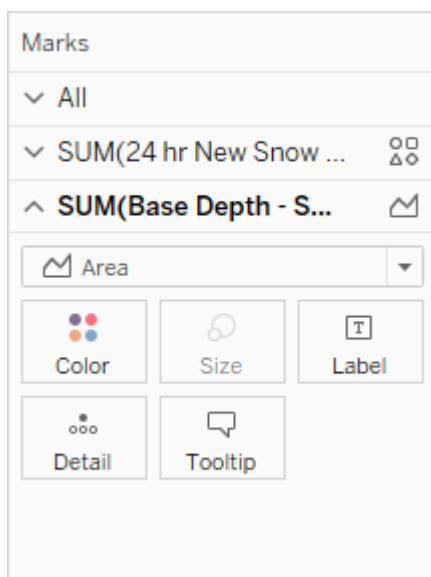 Marks
All
SUM(24 hr New Snow ...
SUM(Base Depth - S...
Area
Color Size Label
Detail Tooltip